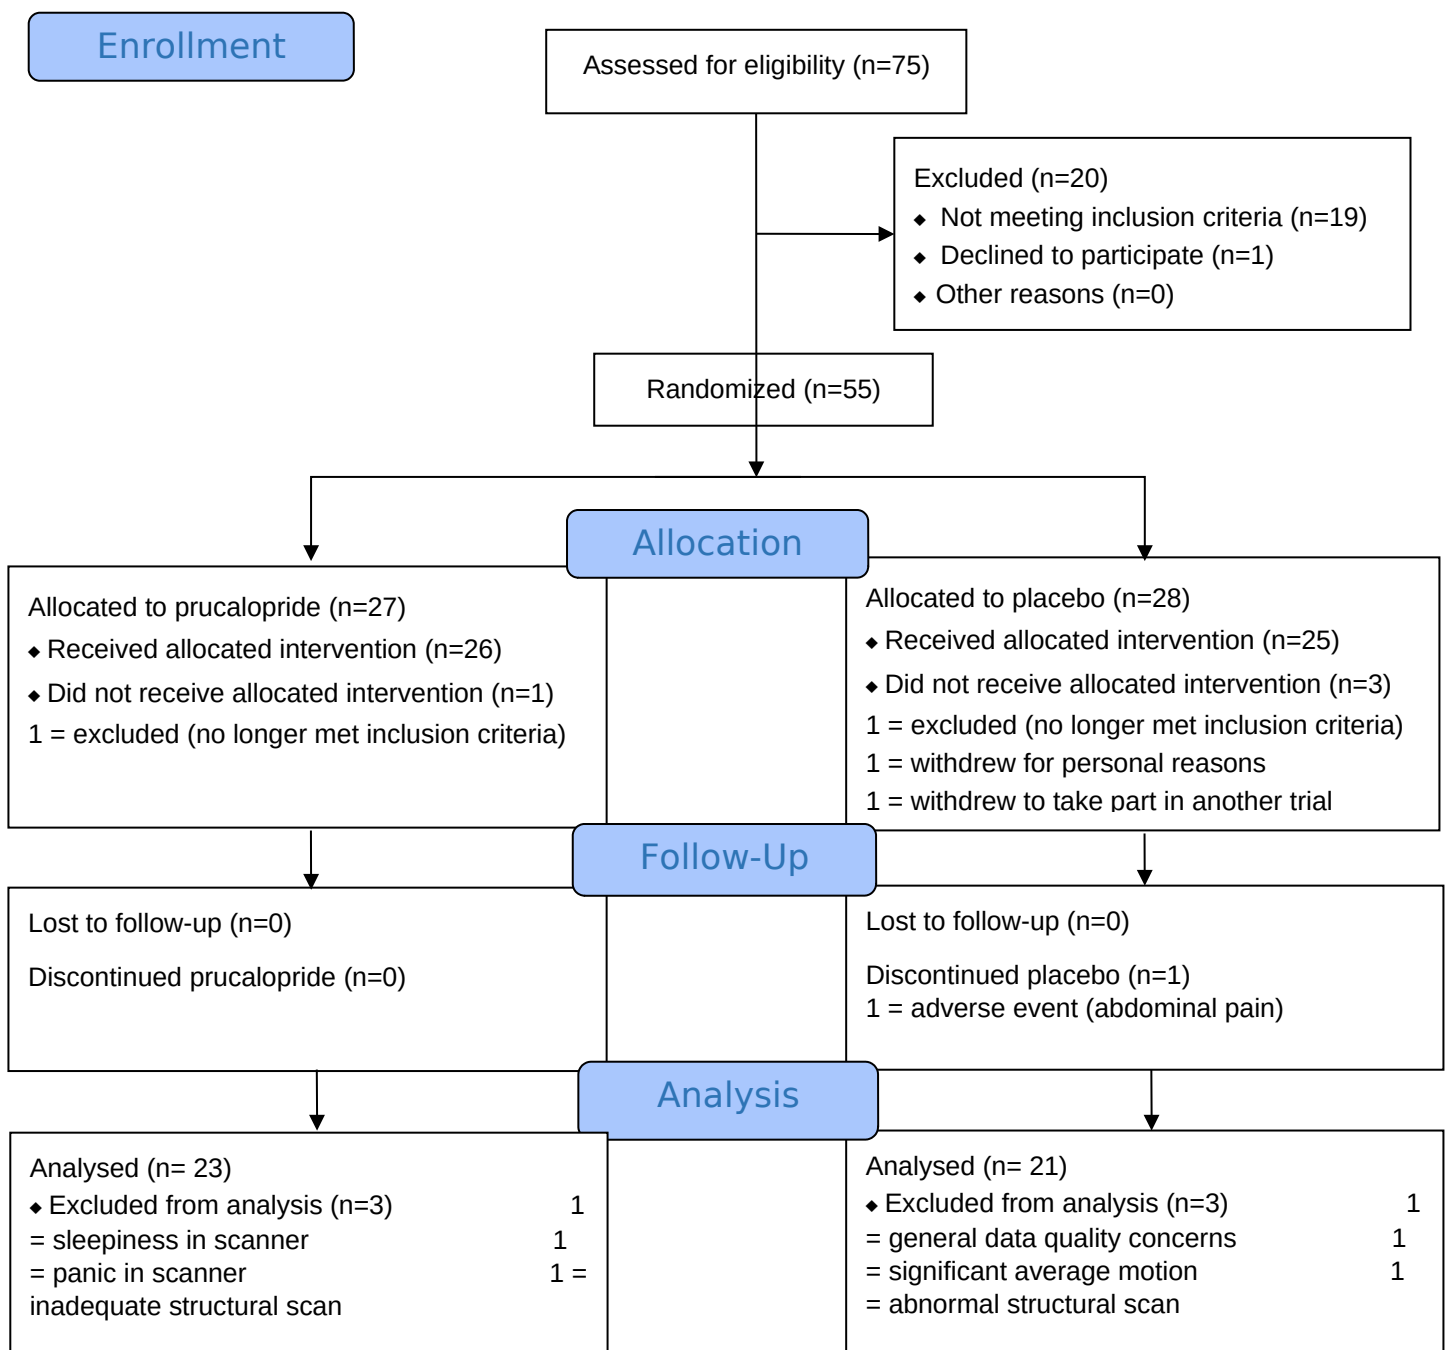 Enrollment
Assessed for eligibility (n=75)
Excluded (n=20)
◆ Not meeting inclusion criteria (n=19)
◆ Declined to participate (n=1)
◆ Other reasons (n=0)
Randomized (n=55)
Allocation
Allocated to prucalopride (n=27)
◆ Received allocated intervention (n=26)
◆ Did not receive allocated intervention (n=1)
1 = excluded (no longer met inclusion criteria)
Allocated to placebo (n=28)
◆ Received allocated intervention (n=25)
◆ Did not receive allocated intervention (n=3)
1 = excluded (no longer met inclusion criteria)
1 = withdrew for personal reasons
1 = withdrew to take part in another trial
Follow-Up
Lost to follow-up (n=0)
Discontinued prucalopride (n=0)
Lost to follow-up (n=0)
Discontinued placebo (n=1)
1 = adverse event (abdominal pain)
Analysis
Analysed (n= 23)
◆ Excluded from analysis (n=3) 1
= sleepiness in scanner 1
= panic in scanner 1 =
inadequate structural scan
Analysed (n= 21)
◆ Excluded from analysis (n=3) 1
= general data quality concerns 1
= significant average motion 1
= abnormal structural scan